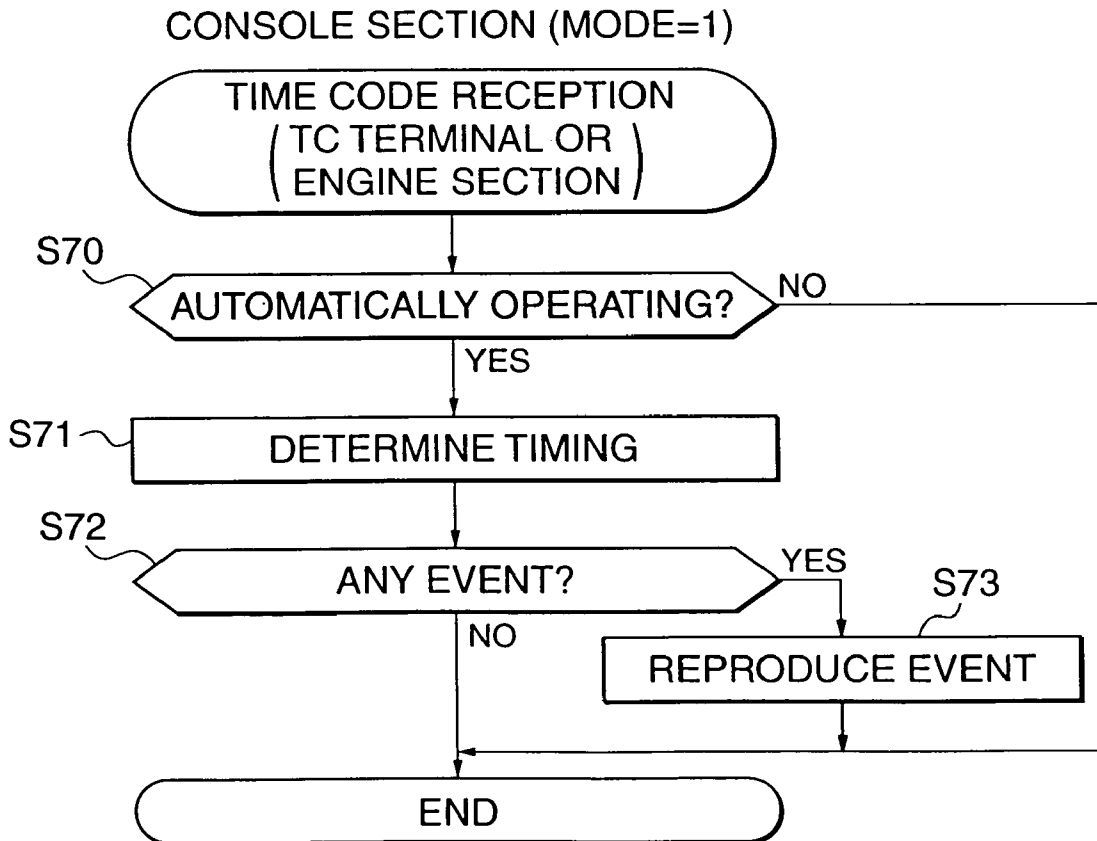 CONSOLE SECTION (MODE=1)
TIME CODE RECEPTION
( TC TERMINAL OR
ENGINE SECTION )
S70
AUTOMATICALLY OPERATING?
NO
YES
S71
DETERMINE TIMING
S72
ANY EVENT?
YES
NO
S73
REPRODUCE EVENT
END